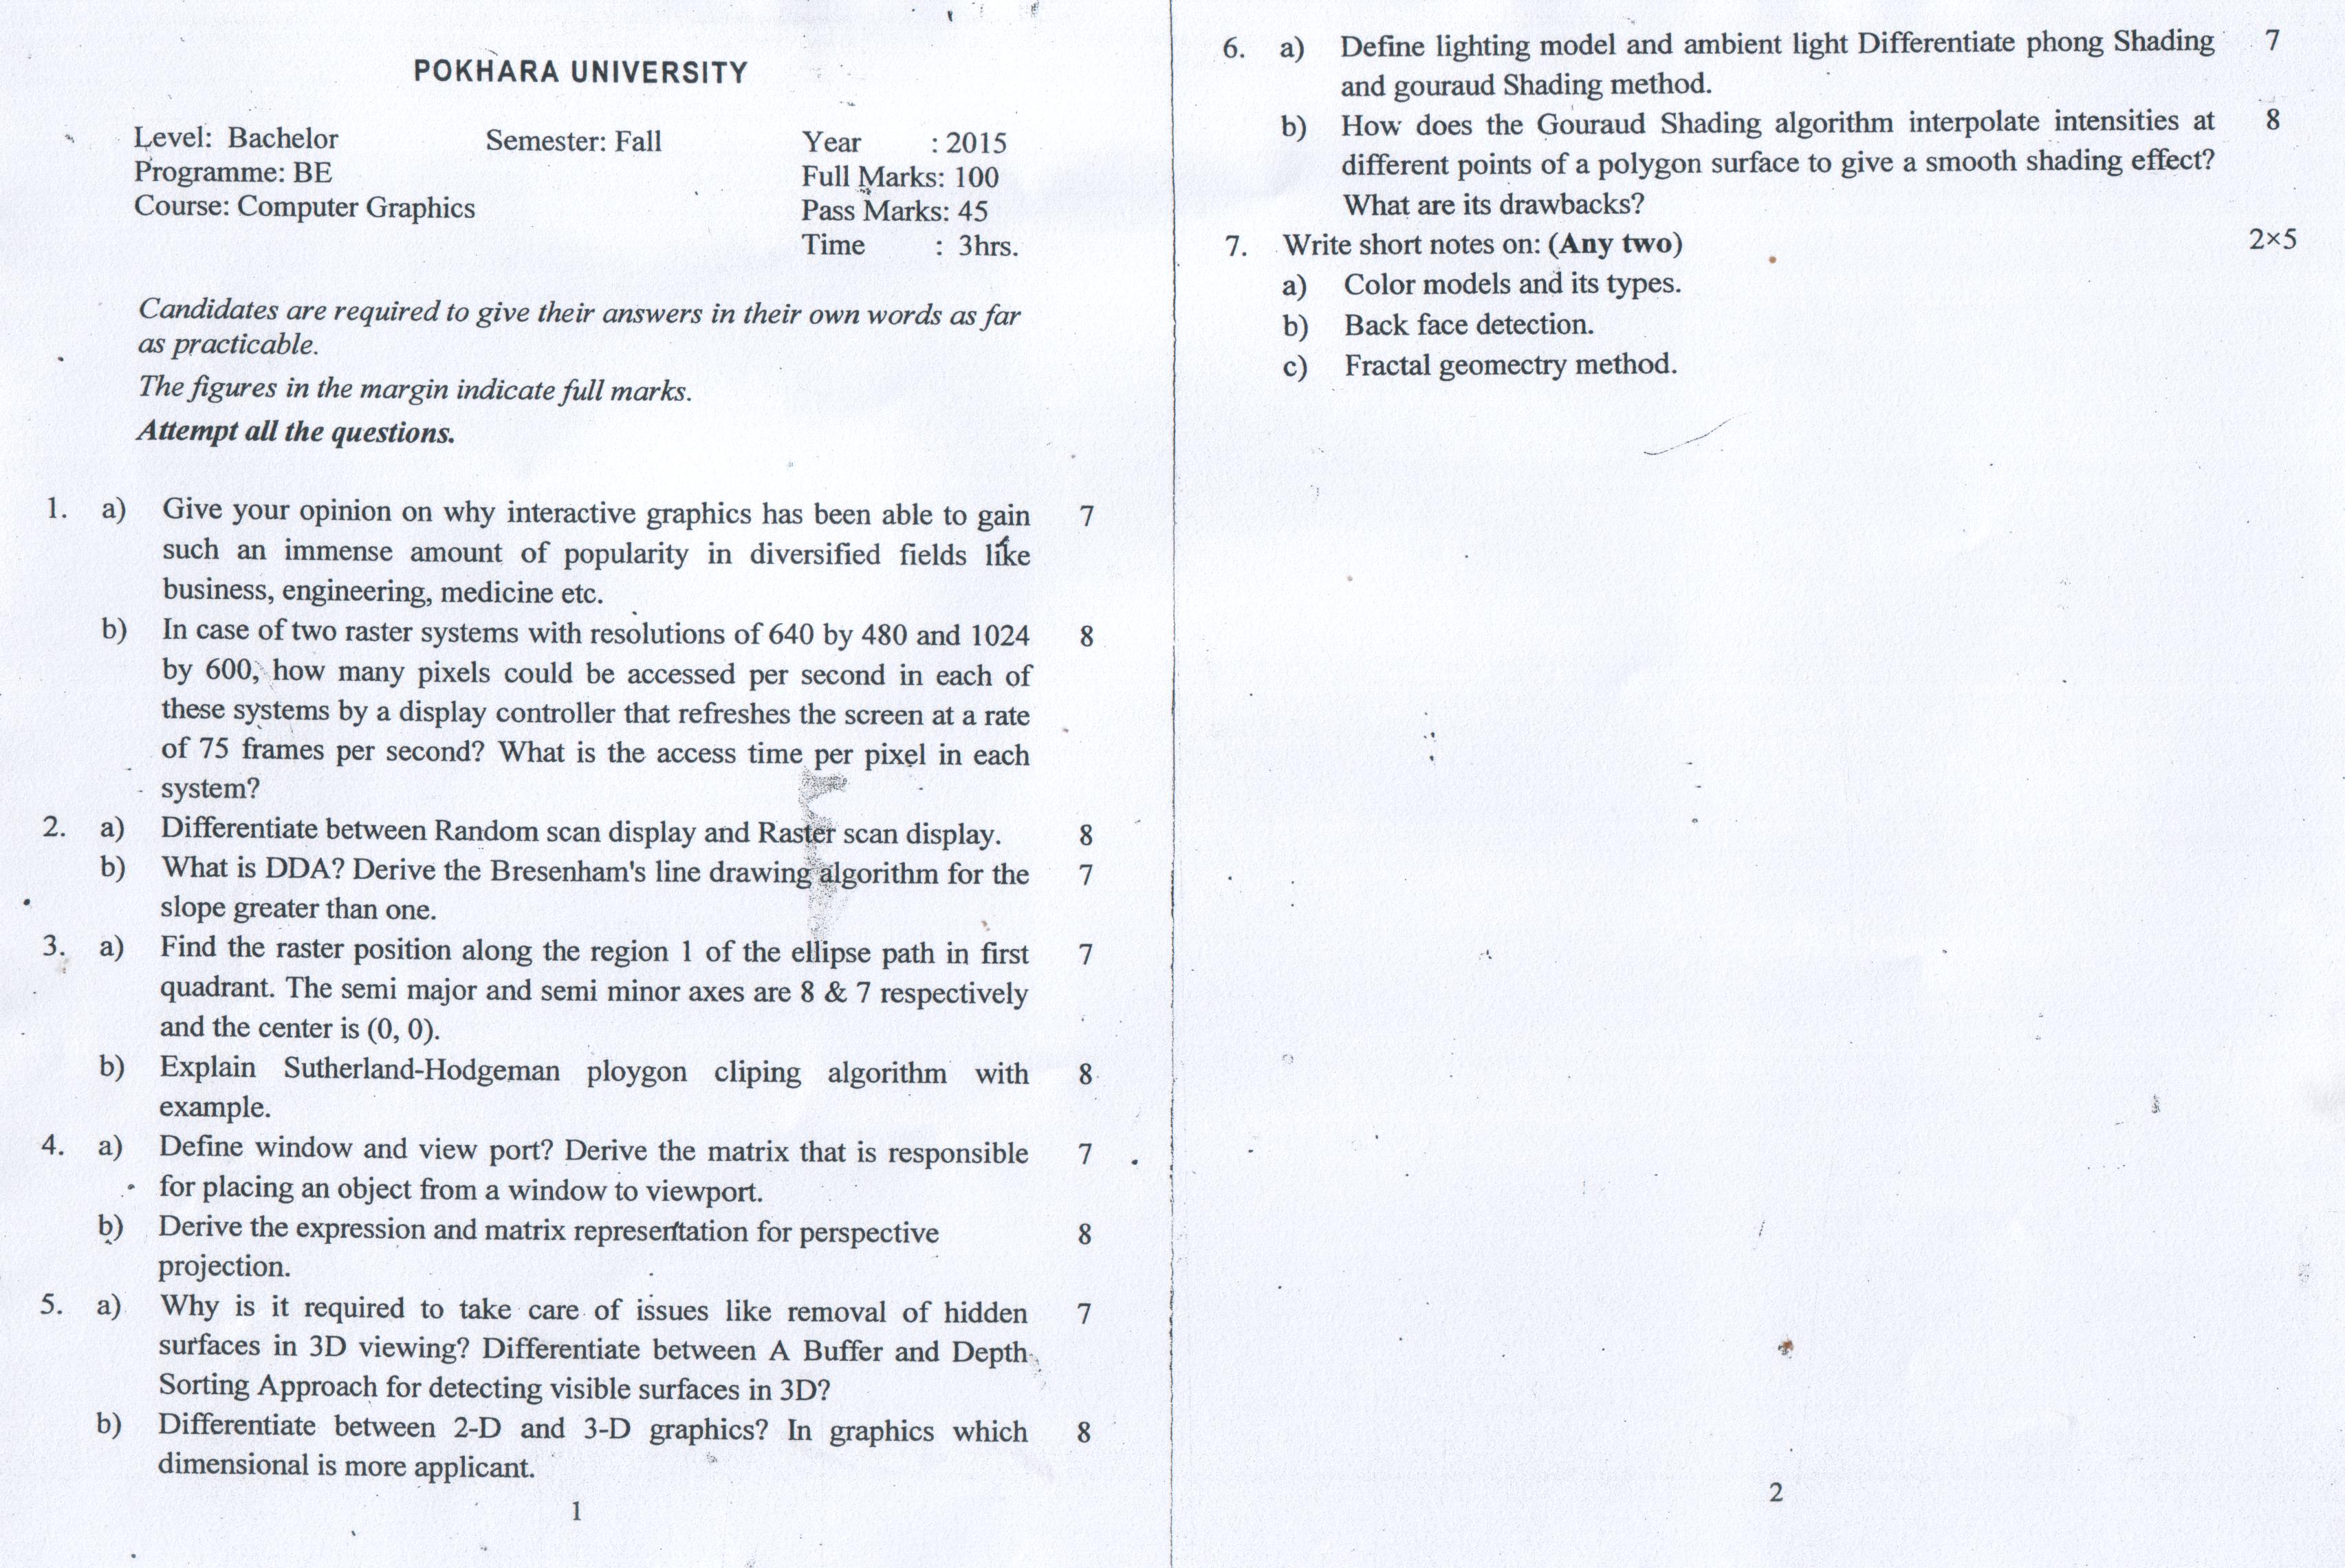 POKHARA UNIVERSITY
Level: Bachelor Semester: Fall Year : 2015
Programme: BE Full Marks: 100
Course: Computer Graphics Pass Marks: 45
Time : 3hrs.
Candidates are required to give their answers in their own words as far
as practicable.
The figures in the margin indicate full marks.
Attempt all the questions.
1. a) Give your opinion on why interactive graphics has been able to gain 7
such an immense amount of popularity in diversified fields like
business, engineering, medicine etc.
b) In case of two raster systems with resolutions of 640 by 480 and 1024 8
by 600, how many pixels could be accessed per second in each of
these systems by a display controller that refreshes the screen at a rate
of 75 frames per second? What is the access time per pixel in each
system?
2. a) Differentiate between Random scan display and Raster scan display. 8
b) What is DDA? Derive the Bresenham's line drawing algorithm for the 7
slope greater than one.
3. a) Find the raster position along the region 1 of the ellipse path in first 7
quadrant. The semi major and semi minor axes are 8 & 7 respectively
and the center is (0, 0).
b) Explain Sutherland-Hodgeman ploygon cliping algorithm with 8
example.
4. a) Define window and view port? Derive the matrix that is responsible 7
for placing an object from a window to viewport.
b) Derive the expression and matrix representation for perspective 8
projection.
5. a) Why is it required to take care of issues like removal of hidden 7
surfaces in 3D viewing? Differentiate between A Buffer and Depth
Sorting Approach for detecting visible surfaces in 3D?
b) Differentiate between 2-D and 3-D graphics? In graphics which 8
dimensional is more applicant.
1
6. a) Define lighting model and ambient light Differentiate phong Shading 7
and gouraud Shading method.
b) How does the Gouraud Shading algorithm interpolate intensities at 8
different points of a polygon surface to give a smooth shading effect?
What are its drawbacks?
7. Write short notes on: (Any two) 2×5
a) Color models and its types.
b) Back face detection.
c) Fractal geomectry method.
2